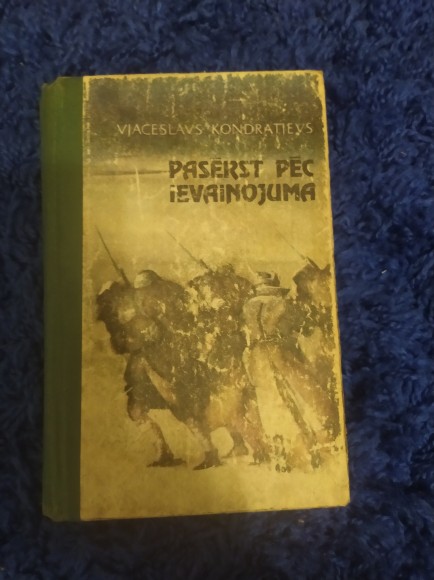 VJAČESLAVS KONDRATJEVS
PASĒRST PĒC
IEVAINOJUMA